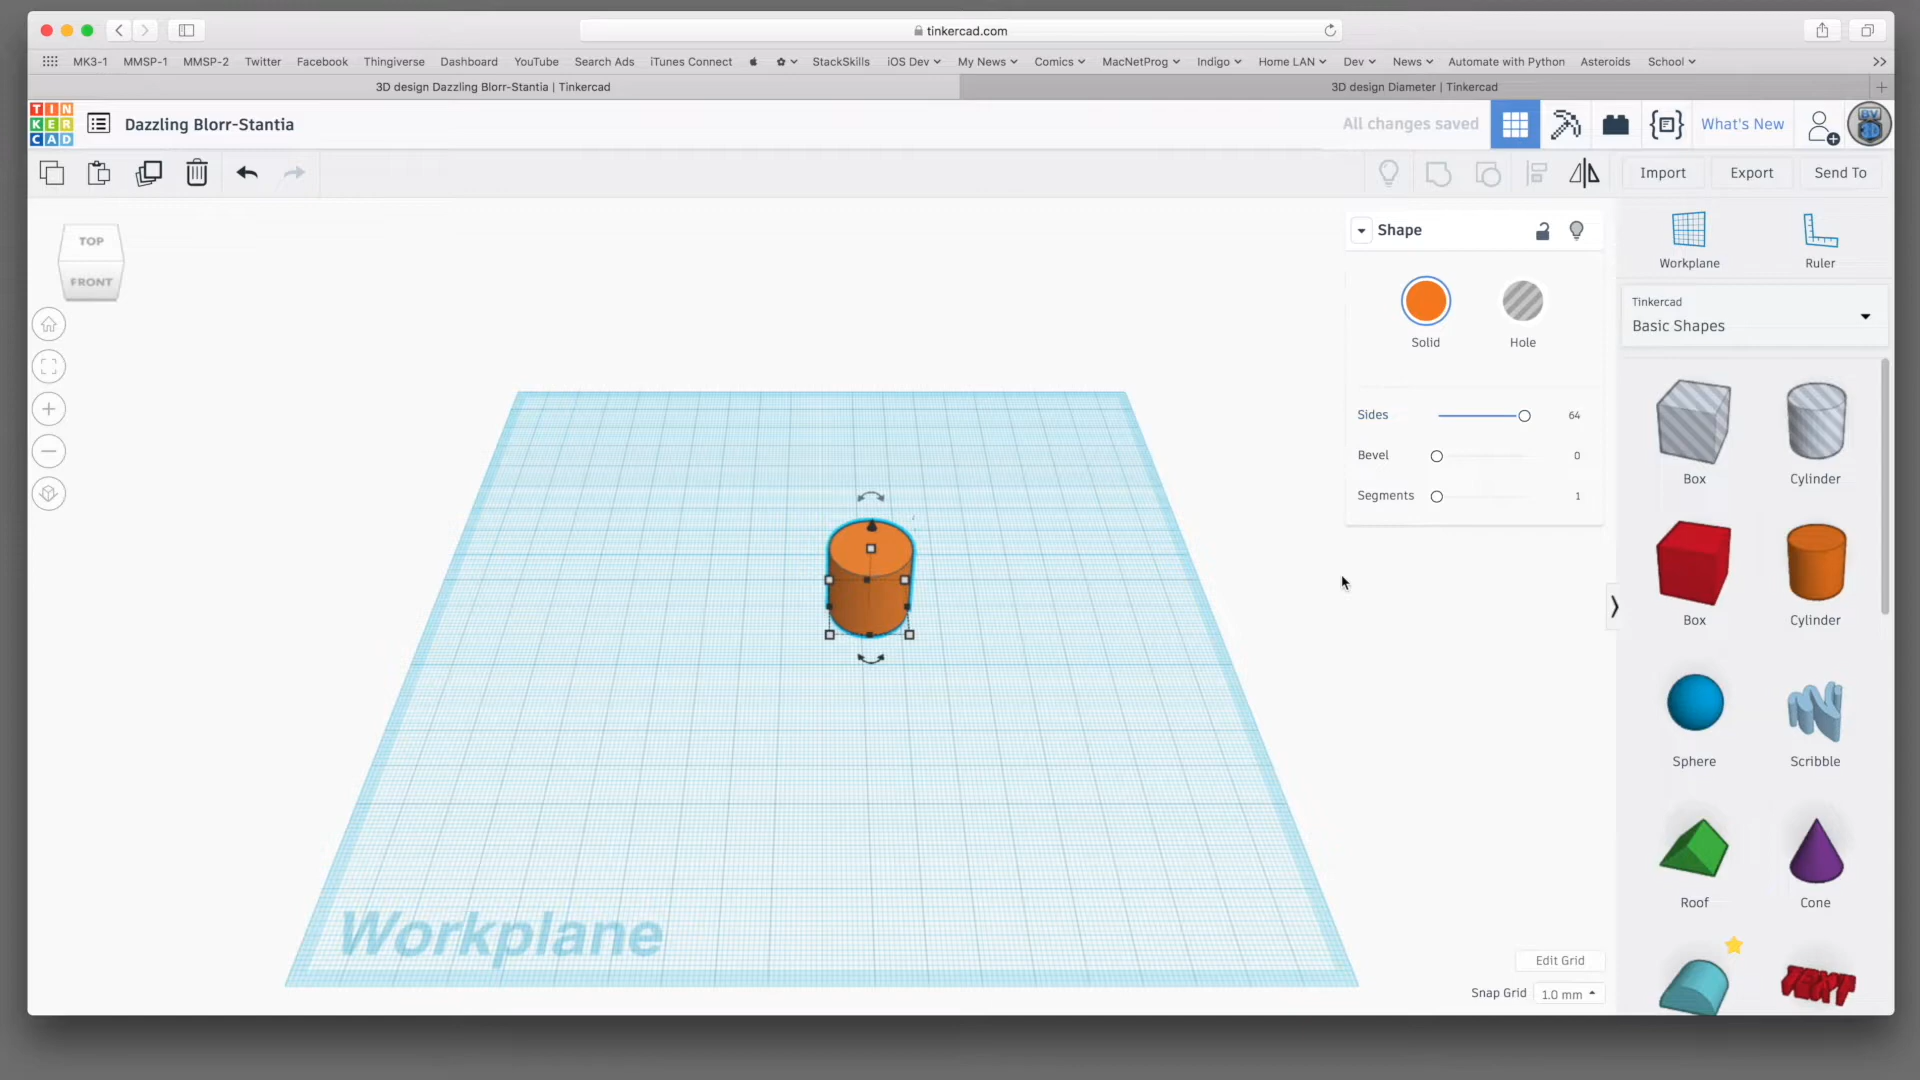 tinkercad.com
MK3-1 MMSP-1 MMSP-2 Twitter Facebook Thingiverse Dashboard YouTube Search Ads iTunes Connect StackSkills iOS Dev My News Comics MacNetProg Indigo Home LAN Dev News Automate with Python Asteroids School
3D design Dazzling Blorr-Stantia | Tinkercad 3D design Diameter | Tinkercad
TIN
KER
CAD
Dazzling Blorr-Stantia All changes saved What's New
BV
3D
Import Export Send To
TOP
FRONT
Shape
Solid Hole
Sides 64
Bevel 0
Segments 1
Workplane Ruler
Tinkercad
Basic Shapes
Box Cylinder
Box Cylinder
Sphere Scribble
Roof Cone
TEXT
Workplane
Edit Grid
Snap Grid 1.0 mm